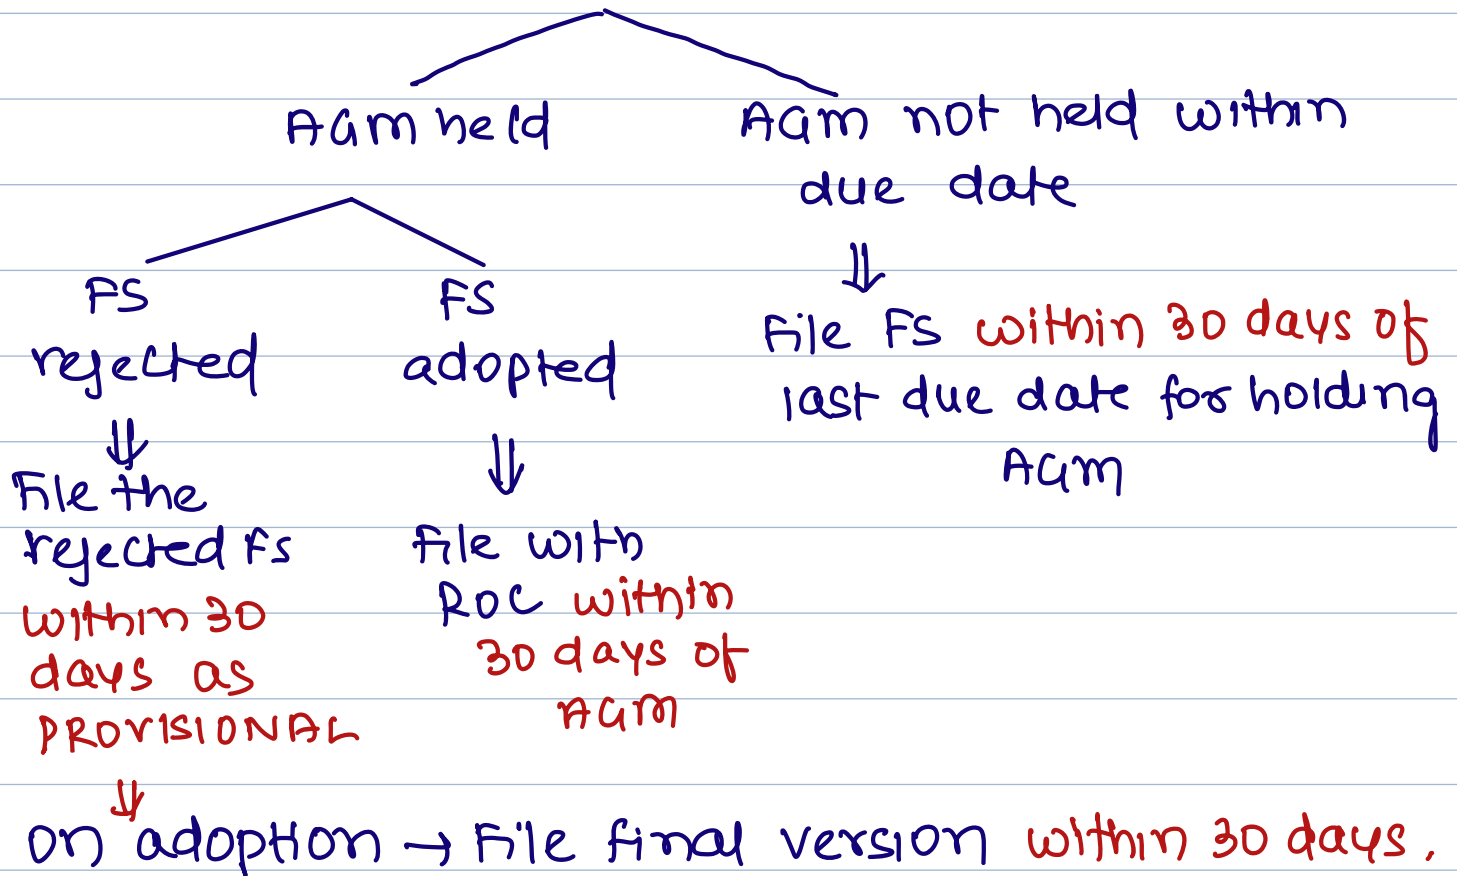 AGM held
AGM not held within
due date
FS
rejected
FS
adopted
File FS within 30 days of
last due date for holding
AGM
File the
rejected FS
within 30
days as
PROVISIONAL
File with
ROC within
30 days of
AGM
on adoption → File final version within 30 days.